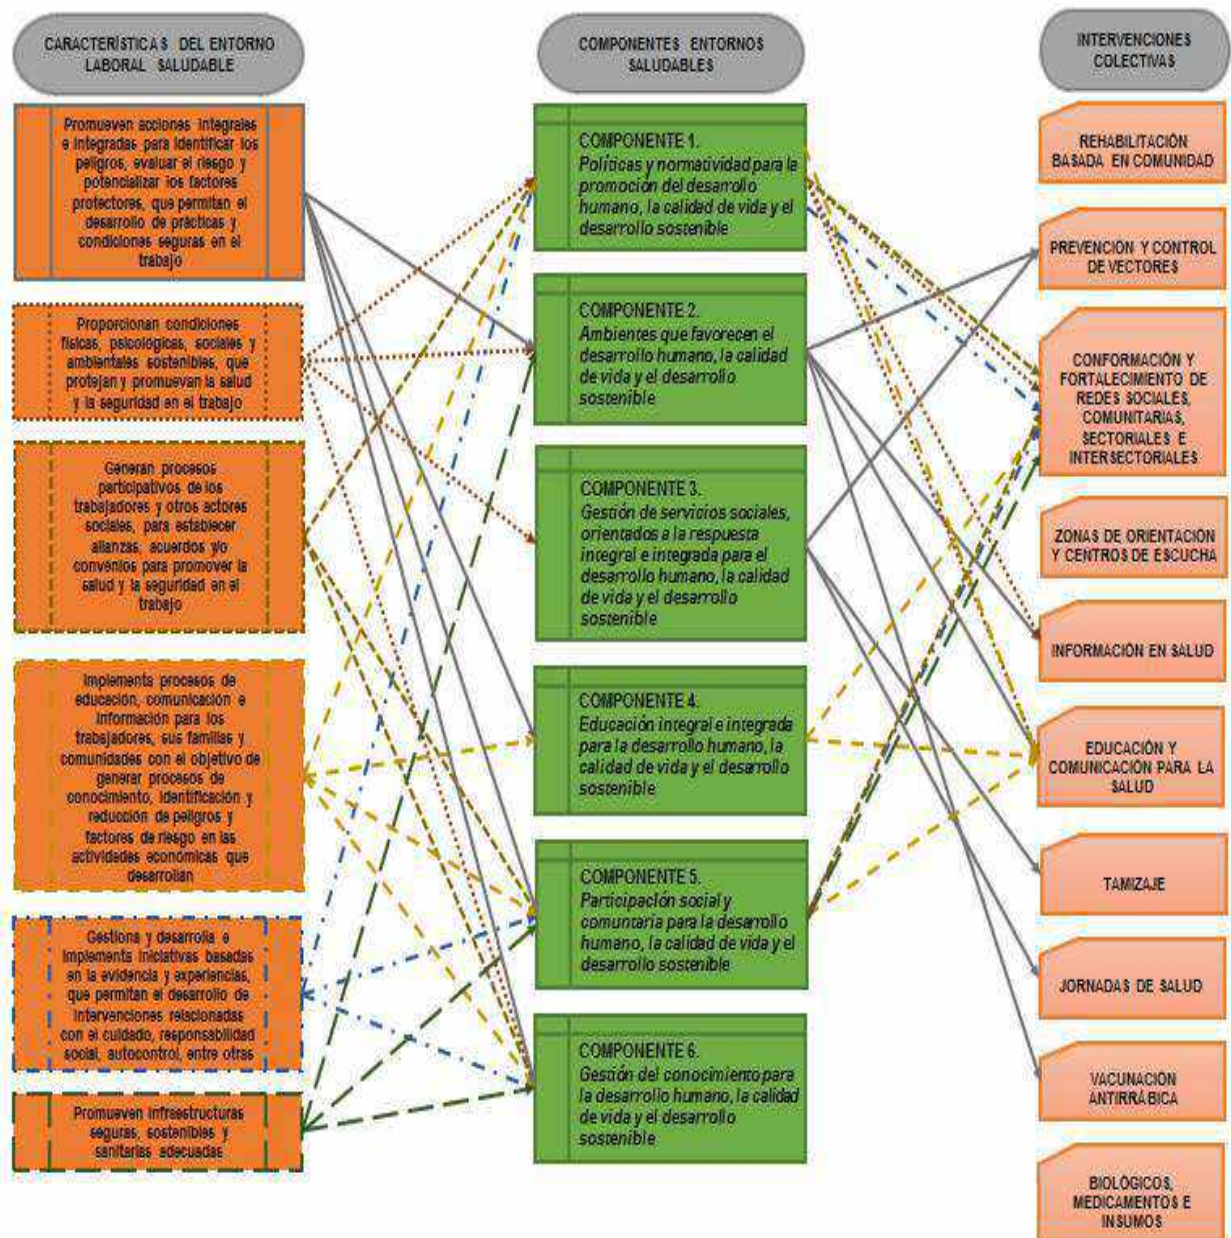 CARACTERÍSTICAS DEL ENTORNO
LABORAL SALUDABLE
Promueven acciones integrales
e integradas para identificar los
peligros, evaluar el riesgo y
potencializar los factores
protectores, que permitan el
desarrollo de prácticas y
condiciones seguras en el
trabajo
Proporcionan condiciones
físicas, psicológicas, sociales y
ambientales sostenibles, que
protejan y promuevan la salud
y la seguridad en el trabajo
Generan procesos
participativos de los
trabajadores y otros actores
sociales, para establecer
alianzas, acuerdos y/o
convenios para promover la
salud y la seguridad en el
trabajo
Implementa procesos de
educación, comunicación e
información para los
trabajadores, sus familias y
comunidades con el objetivo de
generar procesos de
conocimiento, identificación y
reducción de peligros y
factores de riesgo en las
actividades económicas que
desarrollan
Gestiona y desarrolla e
implementa iniciativas basadas
en la evidencia y experiencias,
que permitan el desarrollo de
intervenciones relacionadas
con el cuidado, responsabilidad
social, autocontrol, entre otras
Promueven infraestructuras
seguras, sostenibles y
sanitarias adecuadas
COMPONENTES ENTORNOS
SALUDABLES
COMPONENTE 1.
Políticas y normatividad para la
promoción del desarrollo
humano, la calidad de vida y el
desarrollo sostenible
COMPONENTE 2.
Ambientes que favorecen el
desarrollo humano, la calidad
de vida y el desarrollo
sostenible
COMPONENTE 3.
Gestión de servicios sociales,
orientados a la respuesta
integral e integrada para el
desarrollo humano, la calidad
de vida y el desarrollo
sostenible
COMPONENTE 4.
Educación integral e integrada
para la desarrollo humano, la
calidad de vida y el desarrollo
sostenible
COMPONENTE 5.
Participación social y
comuntaria para la desarrollo
humano, la calidad de vida y el
desarrollo sostenible
COMPONENTE 6.
Gestión del conocimiento para
la desarrollo humano, la calidad
de vida y el desarrollo
sostenible
INTERVENCIONES
COLECTIVAS
REHABILITACIÓN
BASADA EN COMUNIDAD
PREVENCIÓN Y CONTROL
DE VECTORES
CONFORMACIÓN Y
FORTALECIMIENTO DE
REDES SOCIALES,
COMUNITARIAS,
SECTORIALES E
INTERSECTORIALES
ZONAS DE ORIENTACIÓN
Y CENTROS DE ESCUCHA
INFORMACIÓN EN SALUD
EDUCACIÓN Y
COMUNICACIÓN PARA LA
SALUD
TAMIZAJE
JORNADAS DE SALUD
VACUNACIÓN
ANTIRRÁBICA
BIOLÓGICOS,
MEDICAMENTOS E
INSUMOS